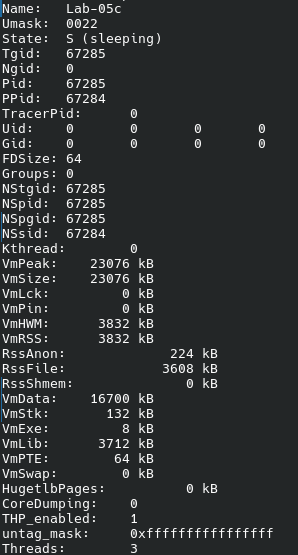 Name:   Lab-05c
Umask:  0022
State:  S (sleeping)
Tgid:   67285
Ngid:   0
Pid:    67285
PPid:   67284
TracerPid:      0
Uid:    0       0       0       0
Gid:    0       0       0       0
FDSize: 64
Groups: 0
NStgid: 67285
NSpid:  67285
NSpgid: 67285
NSsid:  67284
Kthread:        0
VmPeak:    23076 kB
VmSize:    23076 kB
VmLck:         0 kB
VmPin:         0 kB
VmHWM:      3832 kB
VmRSS:      3832 kB
RssAnon:             224 kB
RssFile:            3608 kB
RssShmem:              0 kB
VmData:    16700 kB
VmStk:       132 kB
VmExe:         8 kB
VmLib:      3712 kB
VmPTE:        64 kB
VmSwap:        0 kB
HugetlbPages:          0 kB
CoreDumping:    0
THP_enabled:    1
untag_mask:     0xffffffffffffffff
Threads:        3